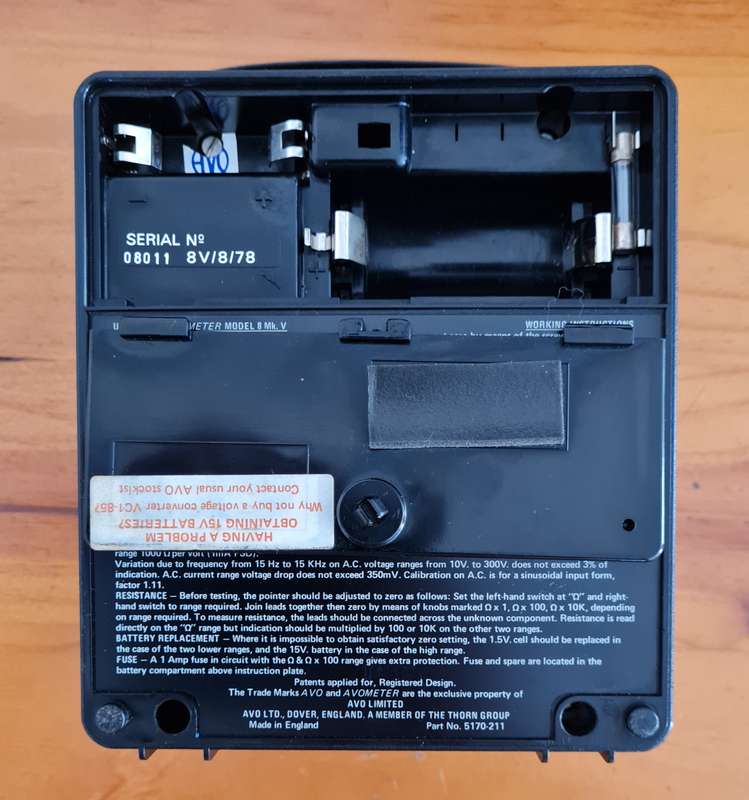 AVO
− +
SERIAL Nº
08011 8V/8/78
+ −
U METER MODEL 8 Mk. V
WORKING INSTRUCTIONS
by means of the
HAVING A PROBLEM
OBTAINING 15V BATTERIES?
Why not buy a voltage converter VC1-85?
Contact your usual AVO stockist
range 1000 Ω per volt (1mA FSD).
Variation due to frequency from 15 Hz to 15 KHz on A.C. voltage ranges from 10V. to 300V. does not exceed 3% of
indication. A.C. current range voltage drop does not exceed 350mV. Calibration on A.C. is for a sinusoidal input form,
factor 1.11.
RESISTANCE – Before testing, the pointer should be adjusted to zero as follows: Set the left-hand switch at "Ω" and right-
hand switch to range required. Join leads together then zero by means of knobs marked Ω x 1, Ω x 100, Ω x 10K, depending
on range required. To measure resistance, the leads should be connected across the unknown component. Resistance is read
directly on the "Ω" range but indication should be multiplied by 100 or 10K on the other two ranges.
BATTERY REPLACEMENT – Where it is impossible to obtain satisfactory zero setting, the 1.5V. cell should be replaced in
the case of the two lower ranges, and the 15V. battery in the case of the high range.
FUSE – A 1 Amp fuse in circuit with the Ω & Ω x 100 range gives extra protection. Fuse and spare are located in the
battery compartment above instruction plate.
Patents applied for, Registered Design.
The Trade Marks AVO and AVOMETER are the exclusive property of
AVO LIMITED
AVO LTD., DOVER, ENGLAND. A MEMBER OF THE THORN GROUP
Made in England Part No. 5170-211